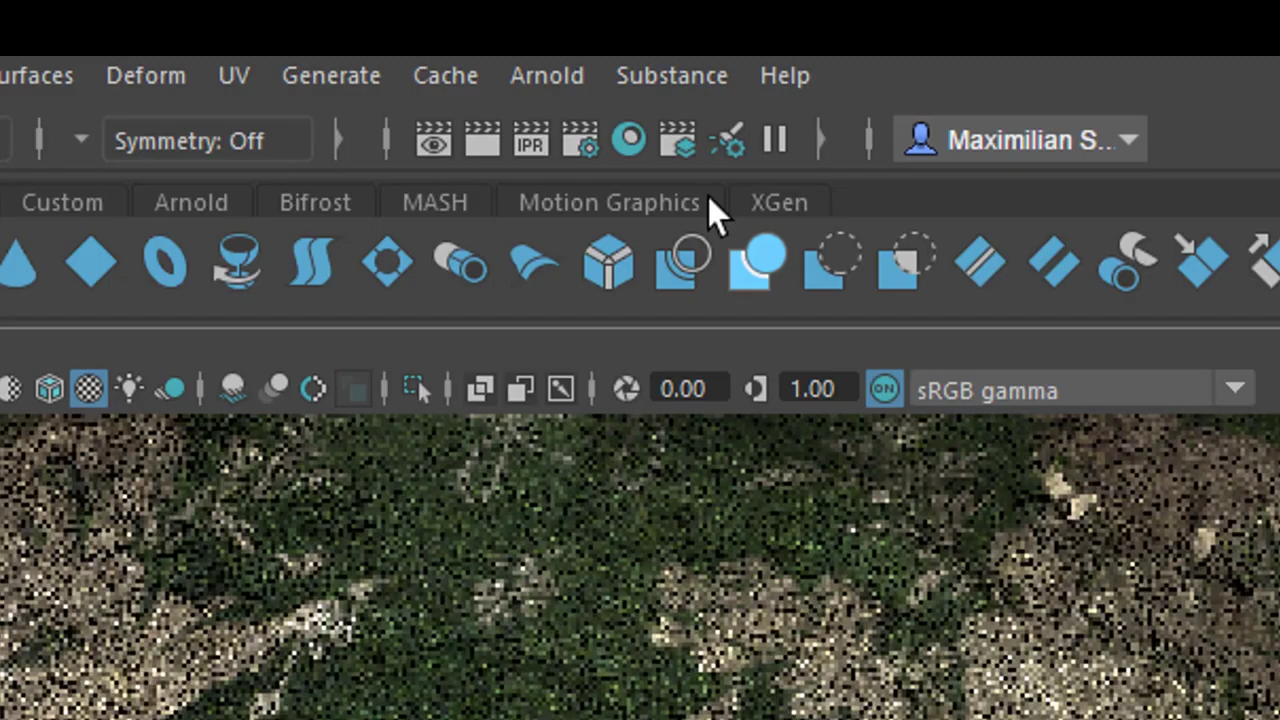 urfaces Deform UV Generate Cache Arnold Substance Help
Symmetry: Off IPR Maximilian S...
Custom Arnold Bifrost MASH Motion Graphics XGen
0.00 1.00 ON sRGB gamma